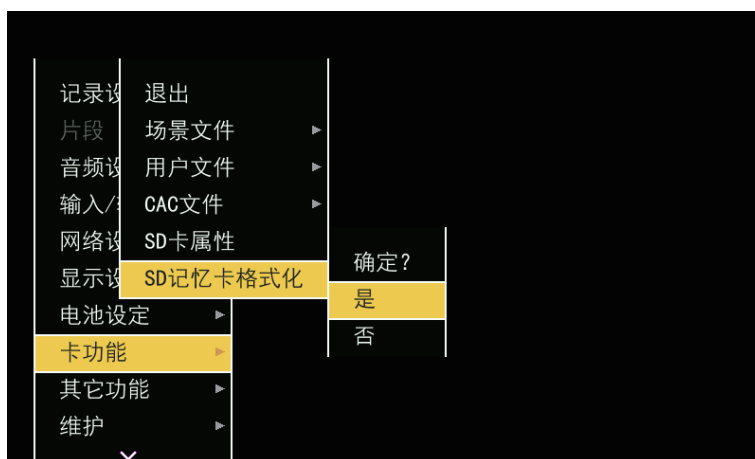 记录设
片段
音频设
输入/
网络设
显示设
电池设定
卡功能
其它功能
维护
退出
场景文件
用户文件
CAC文件
SD卡属性
SD记忆卡格式化
确定?
是
否